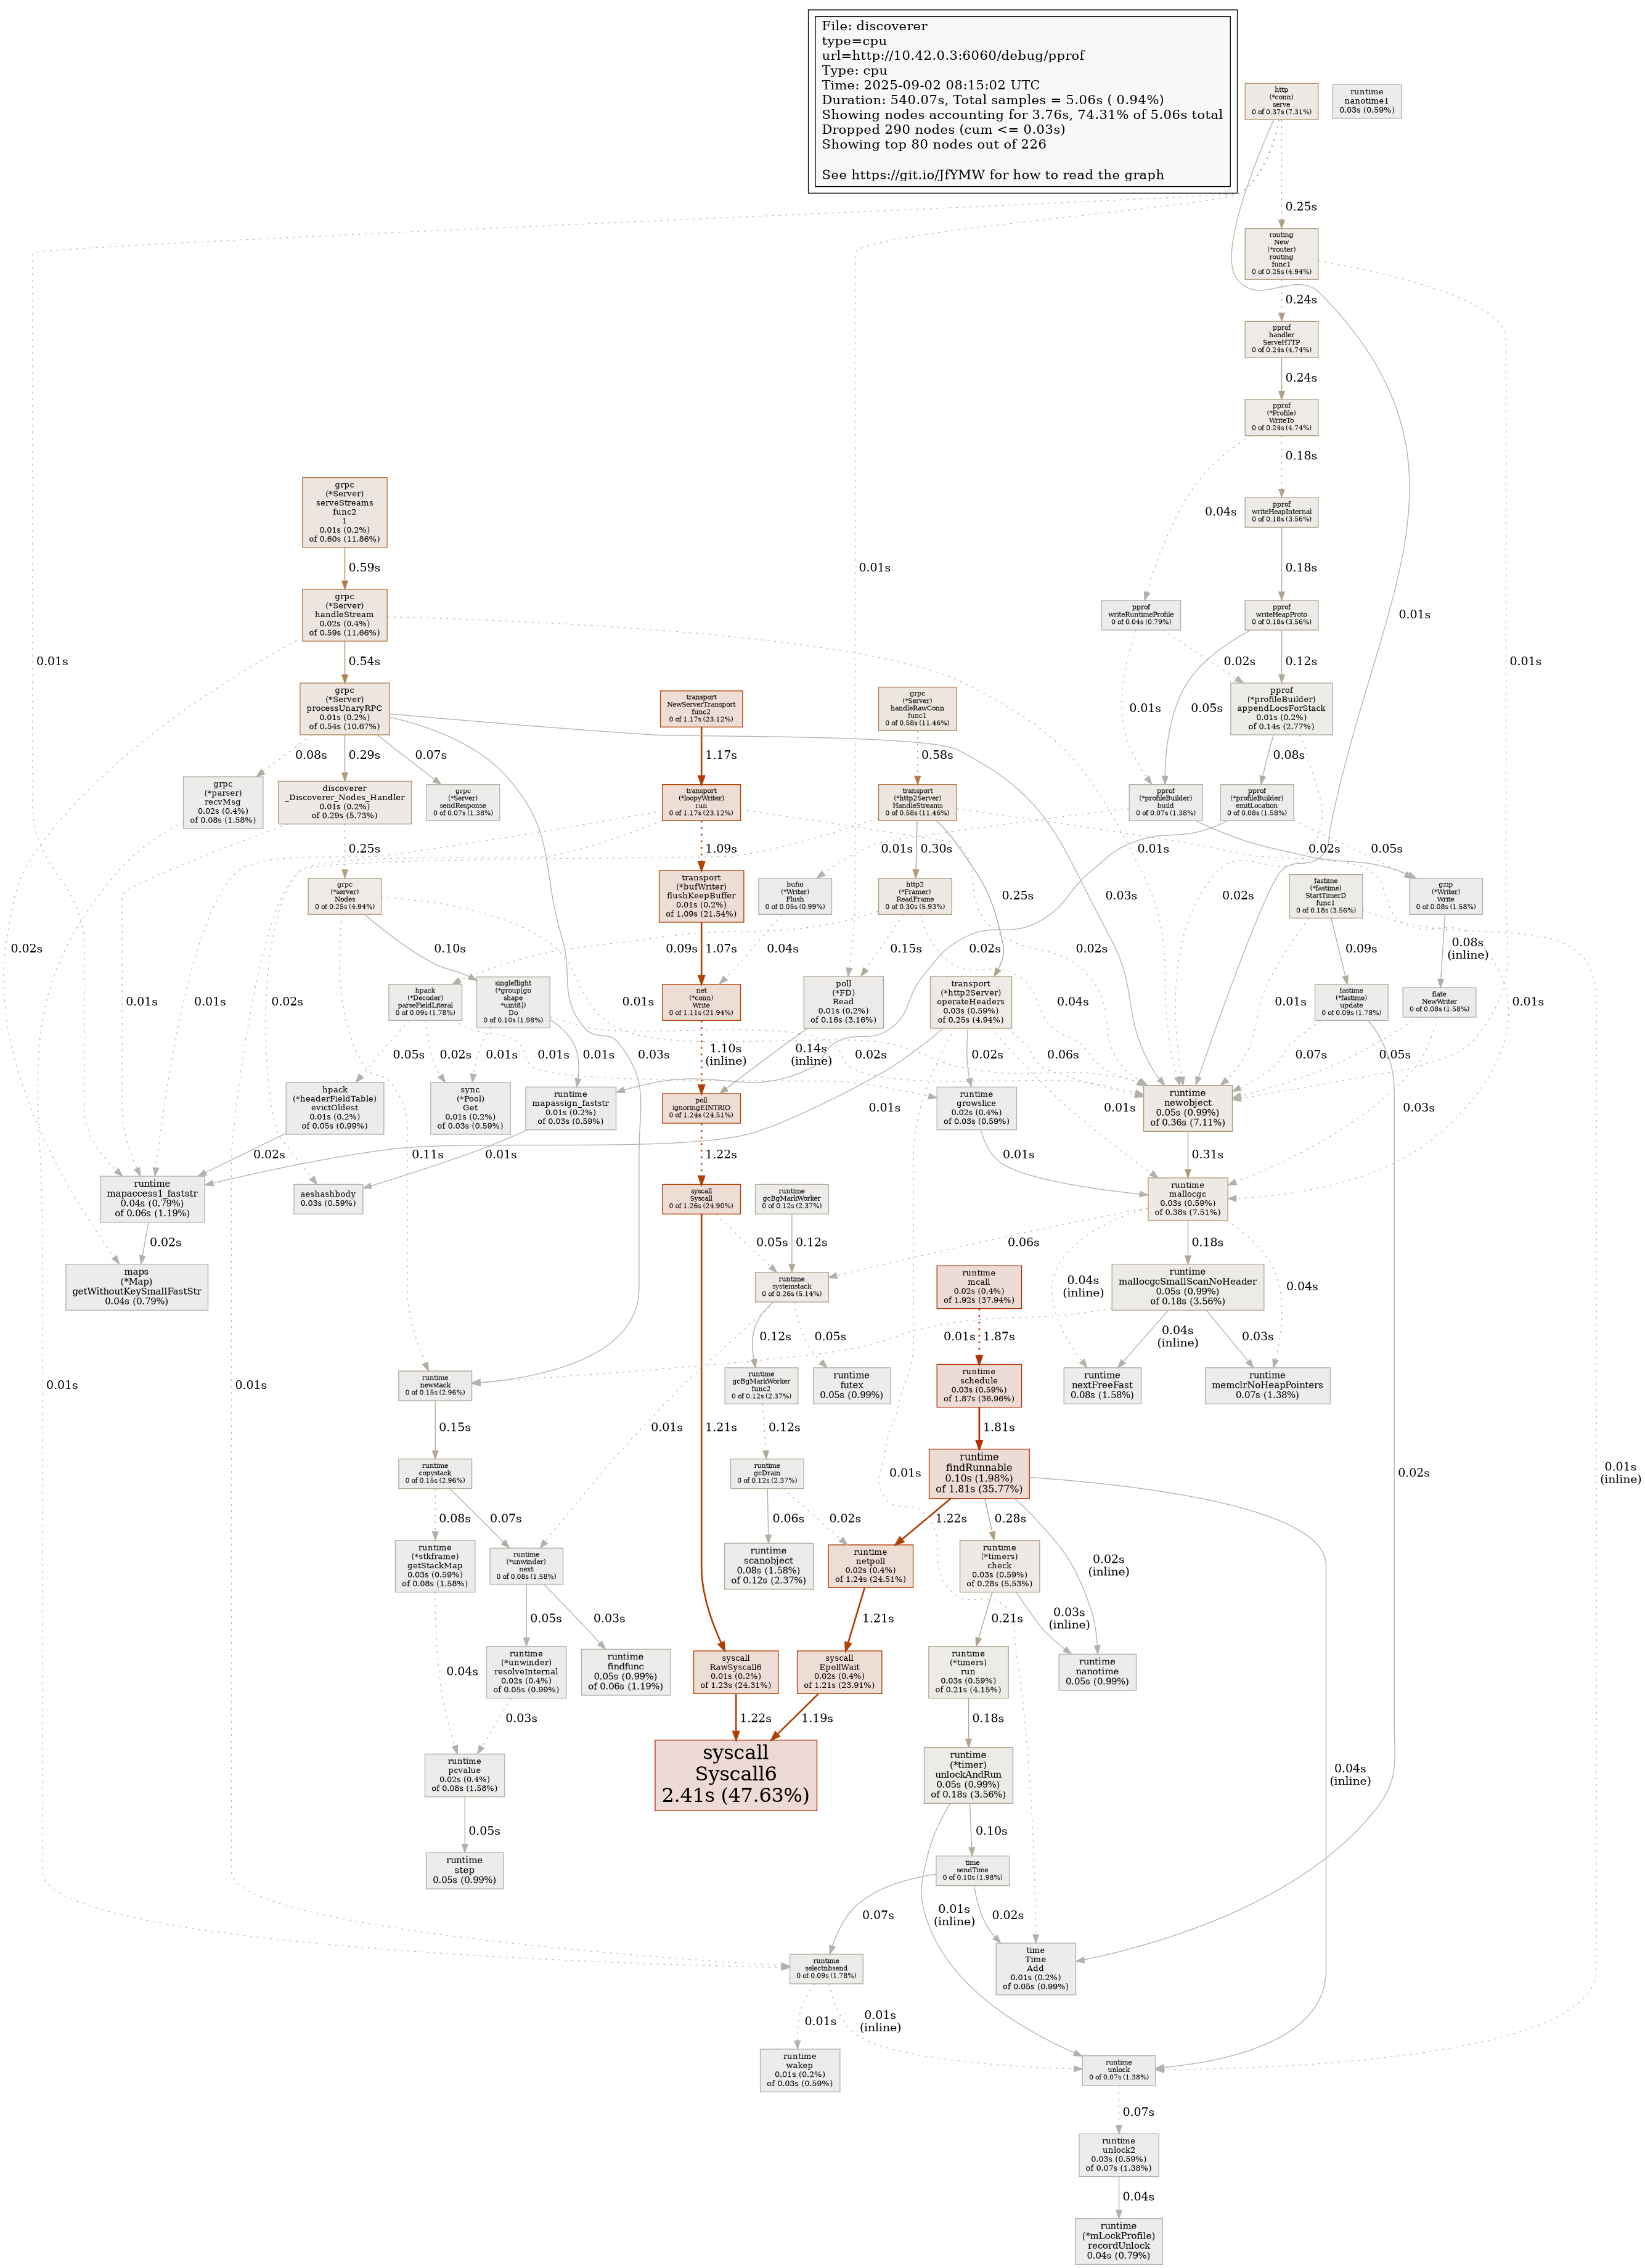 File: discoverer
type=cpu
url=http://10.42.0.3:6060/debug/pprof
Type: cpu
Time: 2025-09-02 08:15:02 UTC
Duration: 540.07s, Total samples = 5.06s ( 0.94%)
Showing nodes accounting for 3.76s, 74.31% of 5.06s total
Dropped 290 nodes (cum <= 0.03s)
Showing top 80 nodes out of 226
See https://git.io/JfYMW for how to read the graph
http
(*conn)
serve
0 of 0.37s (7.31%)
runtime
nanotime1
0.03s (0.59%)
0.25s
routing
New
(*router)
routing
func1
0 of 0.25s (4.94%)
0.24s
pprof
handler
ServeHTTP
0 of 0.24s (4.74%)
0.24s
pprof
(*Profile)
WriteTo
0 of 0.24s (4.74%)
0.18s
0.04s
pprof
writeHeapInternal
0 of 0.18s (3.56%)
0.01s
0.18s
grpc
(*Server)
serveStreams
func2
1
0.01s (0.2%)
of 0.60s (11.86%)
0.59s
grpc
(*Server)
handleStream
0.02s (0.4%)
of 0.59s (11.66%)
pprof
writeRuntimeProfile
0 of 0.04s (0.79%)
pprof
writeHeapProto
0 of 0.18s (3.56%)
0.01s
0.01s
0.54s
0.02s
0.12s
0.01s
grpc
(*Server)
processUnaryRPC
0.01s (0.2%)
of 0.54s (10.67%)
transport
NewServerTransport
func2
0 of 1.17s (23.12%)
grpc
(*Server)
handleRawConn
func1
0 of 0.58s (11.46%)
pprof
(*profileBuilder)
appendLocsForStack
0.01s (0.2%)
of 0.14s (2.77%)
0.01s
0.05s
0.08s
0.29s
0.07s
1.17s
0.58s
0.08s
grpc
(*parser)
recvMsg
0.02s (0.4%)
of 0.08s (1.58%)
discoverer
_Discoverer_Nodes_Handler
0.01s (0.2%)
of 0.29s (5.73%)
grpc
(*Server)
sendResponse
0 of 0.07s (1.38%)
transport
(*loopyWriter)
run
0 of 1.17s (23.12%)
transport
(*http2Server)
HandleStreams
0 of 0.58s (11.46%)
pprof
(*profileBuilder)
build
0 of 0.07s (1.38%)
pprof
(*profileBuilder)
emitLocation
0 of 0.08s (1.58%)
0.25s
1.09s
0.01s
0.30s
0.01s
0.02s
0.05s
grpc
(*server)
Nodes
0 of 0.25s (4.94%)
transport
(*bufWriter)
flushKeepBuffer
0.01s (0.2%)
of 1.09s (21.54%)
bufio
(*Writer)
Flush
0 of 0.05s (0.99%)
http2
(*Framer)
ReadFrame
0 of 0.30s (5.93%)
0.25s
0.03s
0.02s
fastime
(*fastime)
StartTimerD
func1
0 of 0.18s (3.56%)
gzip
(*Writer)
Write
0 of 0.08s (1.58%)
0.02s
0.10s
0.09s
1.07s
0.04s
0.15s
0.02s
0.02s
0.09s
0.08s
(inline)
hpack
(*Decoder)
parseFieldLiteral
0 of 0.09s (1.78%)
singleflight
(*group[go
shape
*uint8])
Do
0 of 0.10s (1.98%)
net
(*conn)
Write
0 of 1.11s (21.94%)
poll
(*FD)
Read
0.01s (0.2%)
of 0.16s (3.16%)
transport
(*http2Server)
operateHeaders
0.03s (0.59%)
of 0.25s (4.94%)
fastime
(*fastime)
update
0 of 0.09s (1.78%)
flate
NewWriter
0 of 0.08s (1.58%)
0.01s
0.01s
0.02s
0.01s
0.04s
0.01s
0.01s
0.05s
0.02s
0.01s
0.01s
0.01s
0.03s
1.10s
(inline)
0.14s
(inline)
0.02s
0.02s
0.06s
0.07s
0.05s
hpack
(*headerFieldTable)
evictOldest
0.01s (0.2%)
of 0.05s (0.99%)
sync
(*Pool)
Get
0.01s (0.2%)
of 0.03s (0.59%)
runtime
mapassign_faststr
0.01s (0.2%)
of 0.03s (0.59%)
poll
ignoringEINTRIO
0 of 1.24s (24.51%)
runtime
growslice
0.02s (0.4%)
of 0.03s (0.59%)
runtime
newobject
0.05s (0.99%)
of 0.36s (7.11%)
0.01s
0.01s
0.03s
0.02s
0.11s
0.01s
1.22s
0.01s
0.31s
runtime
mapaccess1_faststr
0.04s (0.79%)
of 0.06s (1.19%)
aeshashbody
0.03s (0.59%)
syscall
Syscall
0 of 1.26s (24.90%)
runtime
gcBgMarkWorker
0 of 0.12s (2.37%)
runtime
mallocgc
0.03s (0.59%)
of 0.38s (7.51%)
0.02s
0.05s
0.12s
0.06s
0.18s
maps
(*Map)
getWithoutKeySmallFastStr
0.04s (0.79%)
runtime
systemstack
0 of 0.26s (5.14%)
runtime
mcall
0.02s (0.4%)
of 1.92s (37.94%)
0.04s
(inline)
runtime
mallocgcSmallScanNoHeader
0.05s (0.99%)
of 0.18s (3.56%)
0.04s
0.12s
0.05s
0.01s
1.87s
0.04s
(inline)
0.03s
runtime
newstack
0 of 0.15s (2.96%)
runtime
gcBgMarkWorker
func2
0 of 0.12s (2.37%)
runtime
futex
0.05s (0.99%)
runtime
schedule
0.03s (0.59%)
of 1.87s (36.96%)
runtime
nextFreeFast
0.08s (1.58%)
runtime
memclrNoHeapPointers
0.07s (1.38%)
0.01s
0.01s
0.15s
0.01s
1.21s
0.12s
1.81s
runtime
copystack
0 of 0.15s (2.96%)
runtime
gcDrain
0 of 0.12s (2.37%)
0.01s
runtime
findRunnable
0.10s (1.98%)
of 1.81s (35.77%)
0.02s
0.01s
(inline)
0.08s
0.07s
0.06s
0.02s
1.22s
0.28s
runtime
(*stkframe)
getStackMap
0.03s (0.59%)
of 0.08s (1.58%)
runtime
(*unwinder)
next
0 of 0.08s (1.58%)
runtime
scanobject
0.08s (1.58%)
of 0.12s (2.37%)
runtime
netpoll
0.02s (0.4%)
of 1.24s (24.51%)
runtime
(*timers)
check
0.03s (0.59%)
of 0.28s (5.53%)
0.02s
(inline)
0.05s
0.03s
1.21s
0.21s
0.03s
(inline)
0.04s
runtime
(*unwinder)
resolveInternal
0.02s (0.4%)
of 0.05s (0.99%)
runtime
findfunc
0.05s (0.99%)
of 0.06s (1.19%)
syscall
RawSyscall6
0.01s (0.2%)
of 1.23s (24.31%)
syscall
EpollWait
0.02s (0.4%)
of 1.21s (23.91%)
runtime
(*timers)
run
0.03s (0.59%)
of 0.21s (4.15%)
runtime
nanotime
0.05s (0.99%)
0.03s
1.22s
1.19s
0.18s
runtime
pcvalue
0.02s (0.4%)
of 0.08s (1.58%)
syscall
Syscall6
2.41s (47.63%)
runtime
(*timer)
unlockAndRun
0.05s (0.99%)
of 0.18s (3.56%)
0.04s
(inline)
0.05s
0.10s
runtime
step
0.05s (0.99%)
time
sendTime
0 of 0.10s (1.98%)
0.07s
0.01s
(inline)
0.02s
runtime
selectnbsend
0 of 0.09s (1.78%)
time
Time
Add
0.01s (0.2%)
of 0.05s (0.99%)
0.01s
0.01s
(inline)
runtime
wakep
0.01s (0.2%)
of 0.03s (0.59%)
runtime
unlock
0 of 0.07s (1.38%)
0.07s
runtime
unlock2
0.03s (0.59%)
of 0.07s (1.38%)
0.04s
runtime
(*mLockProfile)
recordUnlock
0.04s (0.79%)